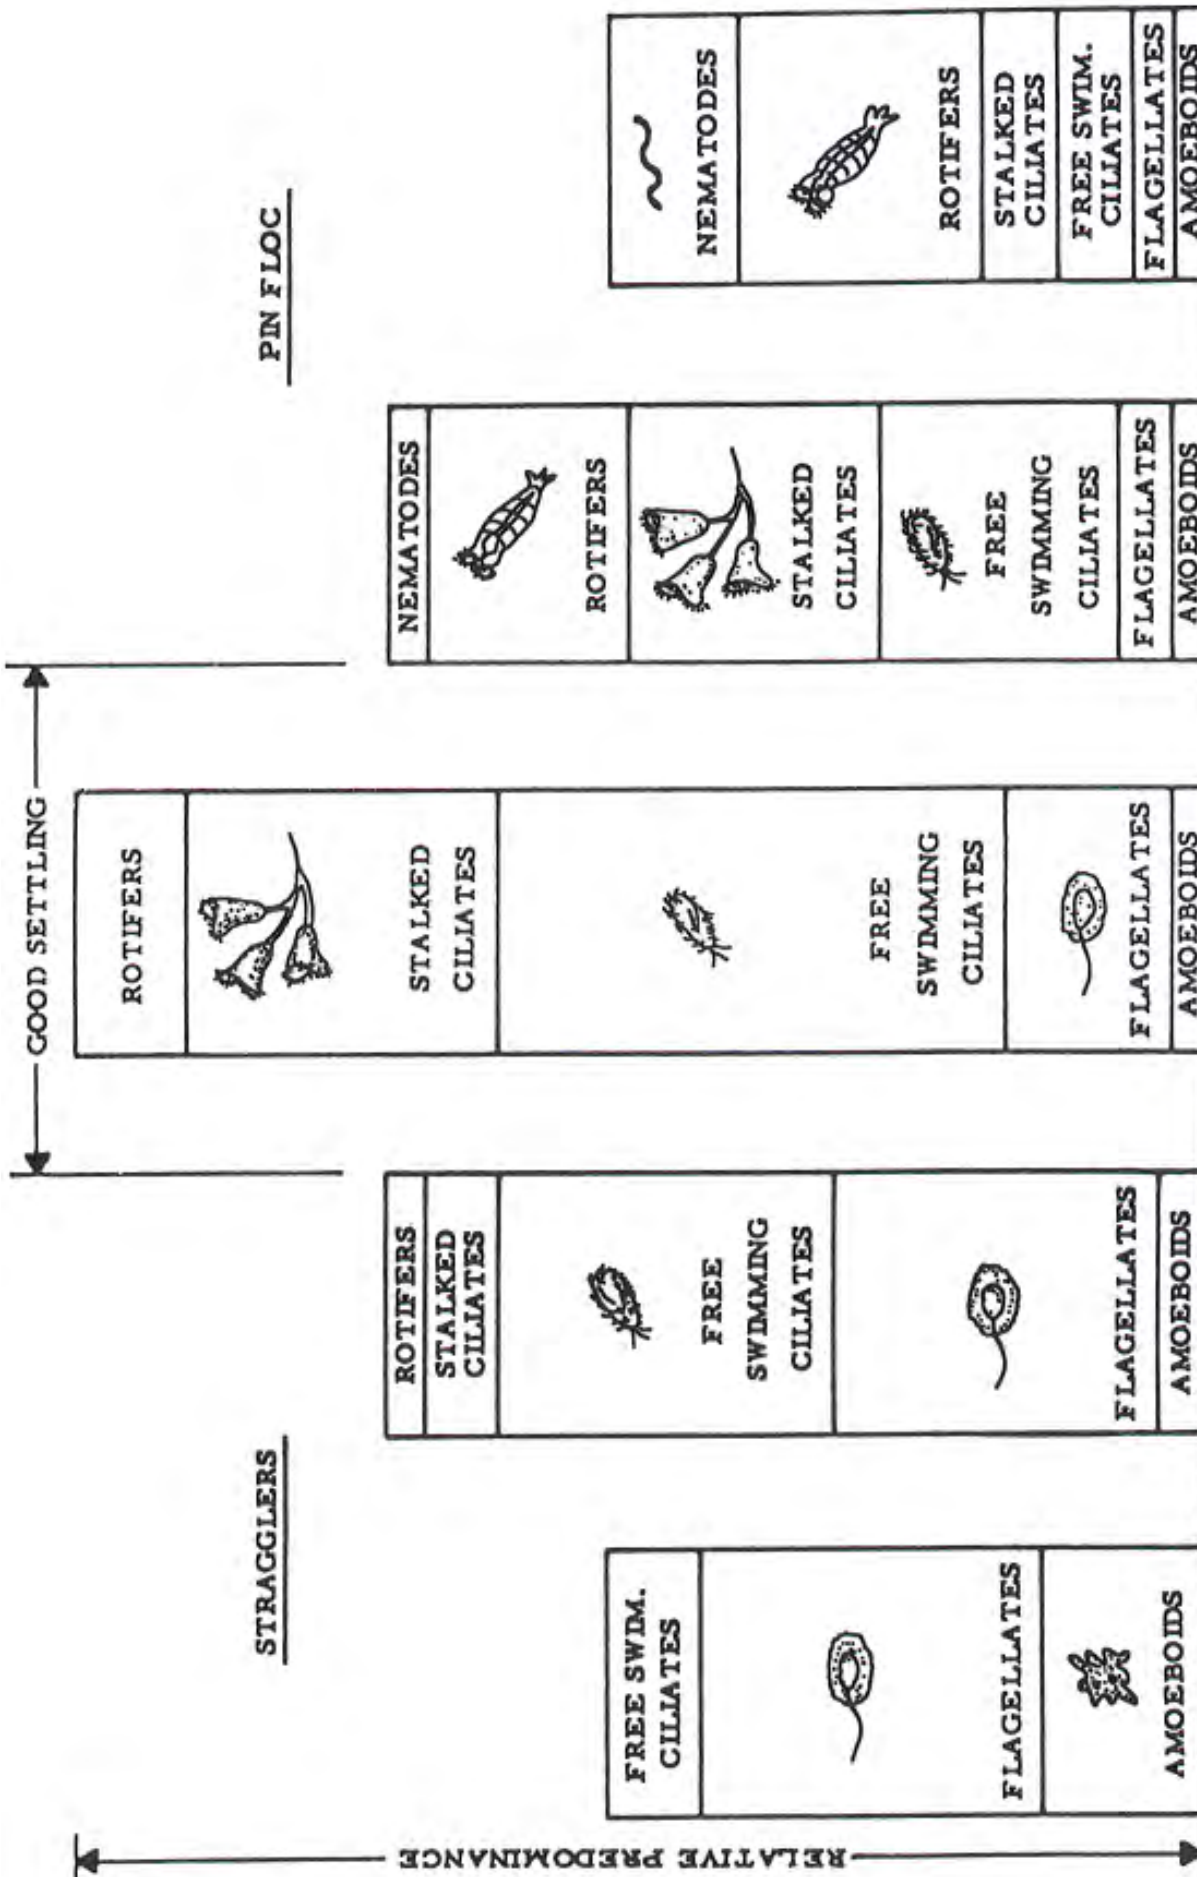 RELATIVE PREDOMINANCE
STRAGGLERS
GOOD SETTLING
PIN FLOC
FREE SWIM.
CILIATES
FLAGELLATES
AMOEBOIDS
ROTIFERS
STALKED
CILIATES
FREE
SWIMMING
CILIATES
FLAGELLATES
AMOEBOIDS
ROTIFERS
STALKED
CILIATES
FREE
SWIMMING
CILIATES
FLAGELLATES
AMOEBOIDS
NEMATODES
ROTIFERS
STALKED
CILIATES
FREE
SWIMMING
CILIATES
FLAGELLATES
AMOEBOIDS
NEMATODES
ROTIFERS
STALKED
CILIATES
FREE SWIM.
CILIATES
FLAGELLATES
AMOEBOIDS